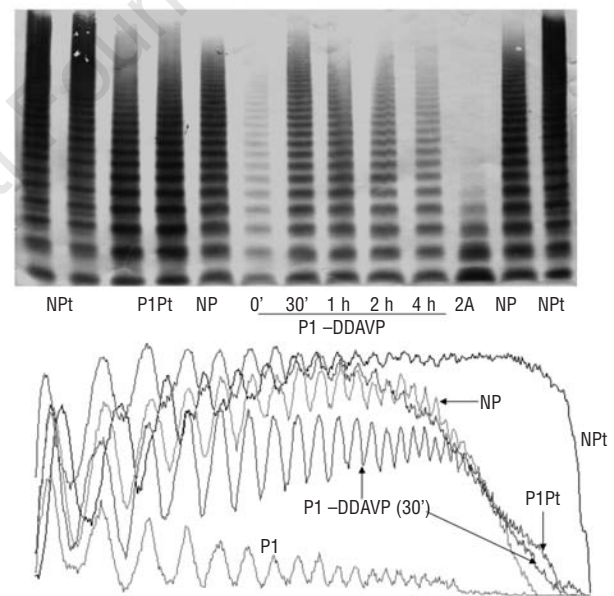 NPt P1Pt NP 0' 30' 1 h 2 h 4 h 2A NP NPt
P1 –DDAVP
NP
NPt
P1 –DDAVP (30')
P1Pt
P1